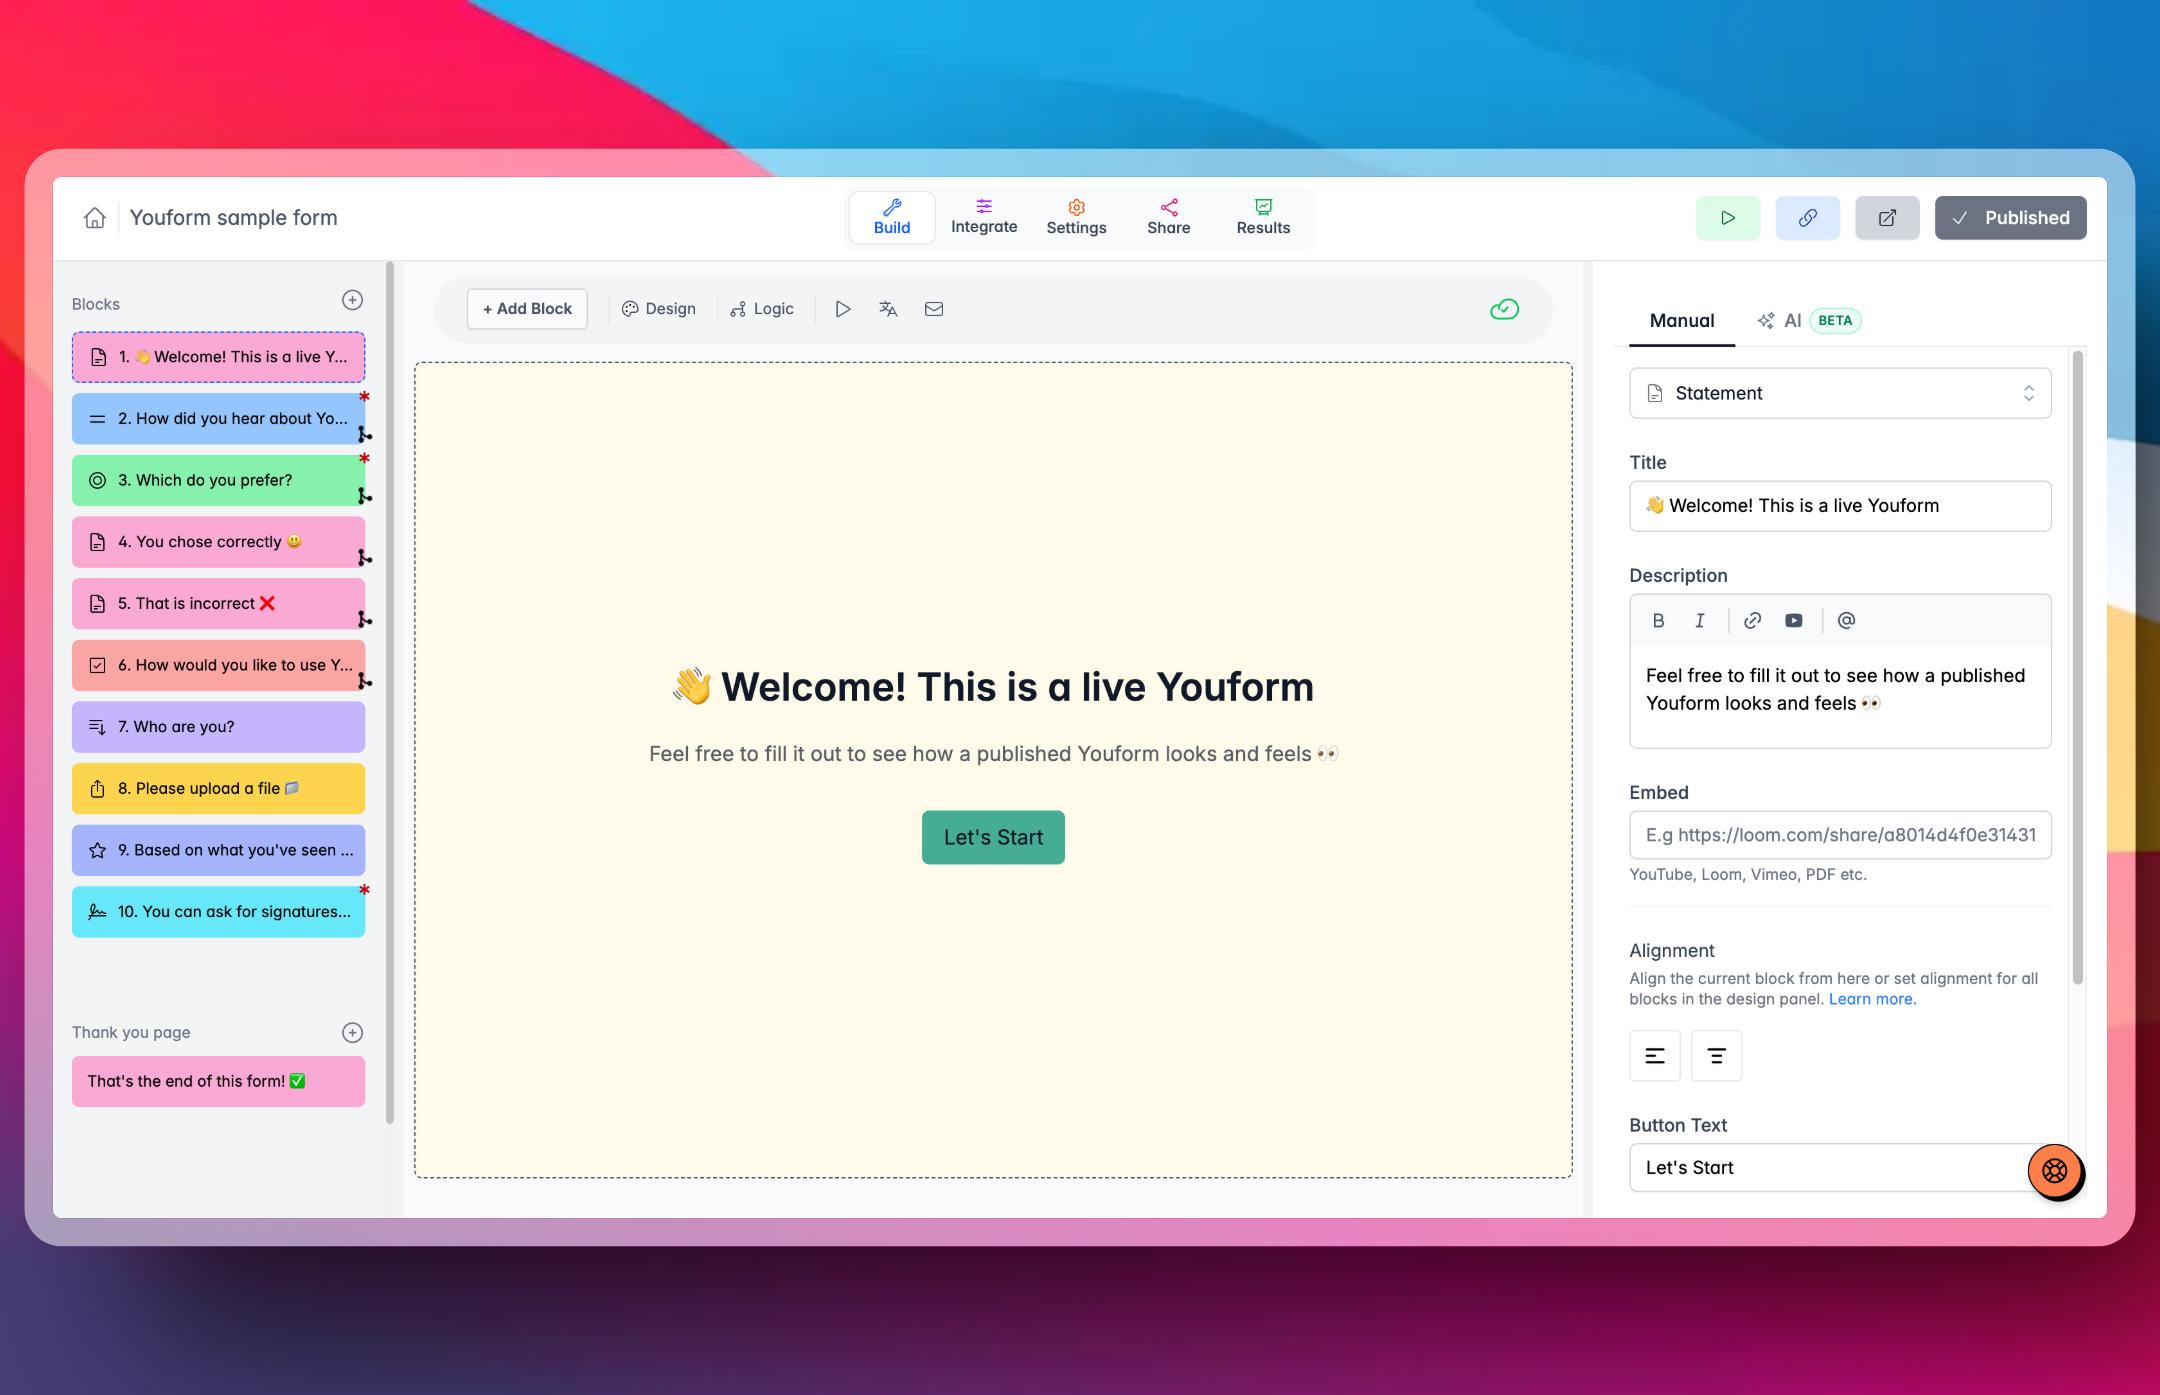 Youform sample form
Build
Integrate
Settings
Share
Results
Published
Blocks
1. 👋 Welcome! This is a live Y...
2. How did you hear about Yo...
3. Which do you prefer?
4. You chose correctly 😃
5. That is incorrect ❌
6. How would you like to use Y...
7. Who are you?
8. Please upload a file 📁
9. Based on what you've seen ...
10. You can ask for signatures...
Thank you page
That's the end of this form! ✅
+ Add Block
Design
Logic
👋 Welcome! This is a live Youform
Feel free to fill it out to see how a published Youform looks and feels 👀
Let's Start
Manual
AI
BETA
Statement
Title
👋 Welcome! This is a live Youform
Description
B I @
Feel free to fill it out to see how a published
Youform looks and feels 👀
Embed
E.g https://loom.com/share/a8014d4f0e31431
YouTube, Loom, Vimeo, PDF etc.
Alignment
Align the current block from here or set alignment for all
blocks in the design panel. Learn more.
Button Text
Let's Start